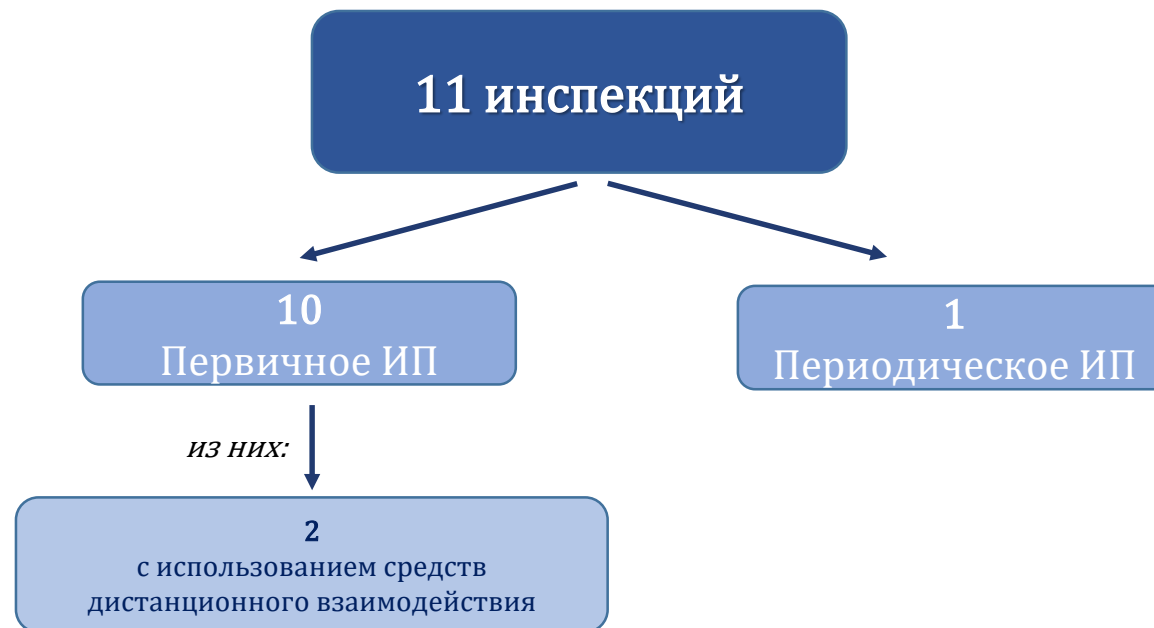 11 инспекций
10
Первичное ИП
1
Периодическое ИП
из них:
2
с использованием средств
дистанционного взаимодействия